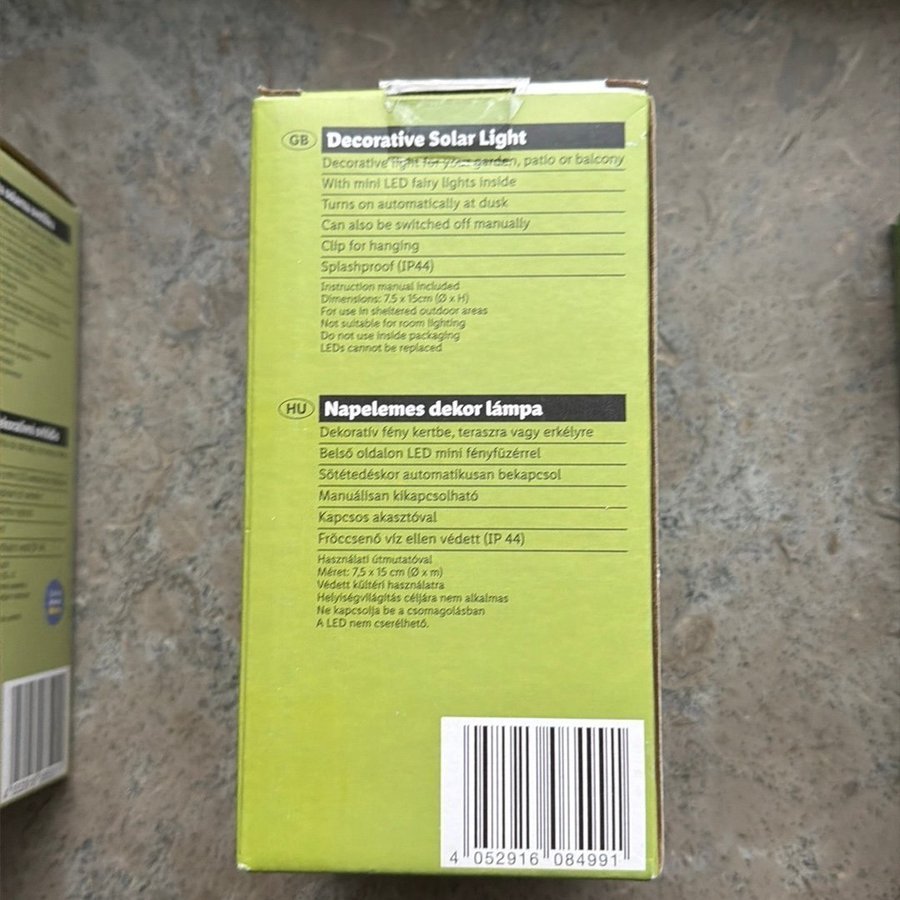 GB Decorative Solar Light
Decorative light for your garden, patio or balcony
With mini LED fairy lights inside
Turns on automatically at dusk
Can also be switched off manually
Clip for hanging
Splashproof (IP44)
Instruction manual included
Dimensions: 7.5 x 15cm (Ø x H)
For use in sheltered outdoor areas
Not suitable for room lighting
Do not use inside packaging
LEDs cannot be replaced
HU Napelemes dekor lámpa
Dekoratív fény kertbe, teraszra vagy erkélyre
Belső oldalon LED mini fényfüzérrel
Sötétedéskor automatikusan bekapcsol
Manuálisan kikapcsolható
Kapcsos akasztóval
Fröccsenő víz ellen védett (IP 44)
Használati útmutatóval
Méret: 7,5 x 15 cm (Ø x m)
Védett kültéri használatra
Helyiségvilágítás céljára nem alkalmas
Ne kapcsolja be a csomagolásban
A LED nem cserélhető.
4 052916 084991